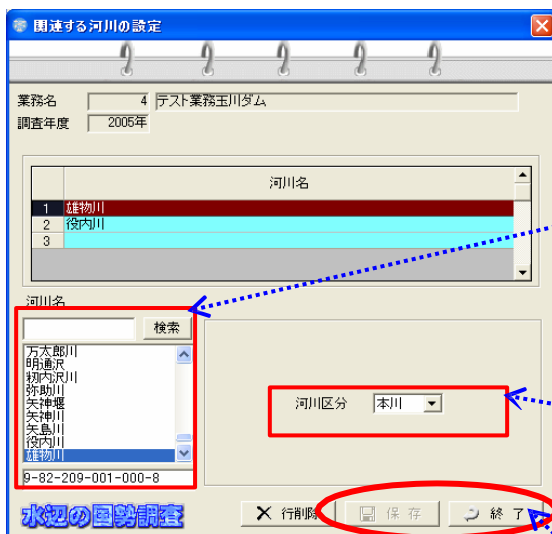 関連する河川の設定
業務名 4 テスト業務玉川ダム
調査年度 2005年
河川名
1 雄物川
2 役内川
3
河川名
検索
万太郎川
明通沢
初内沢川
弥助川
矢神堰
矢神川
矢島川
役内川
雄物川
河川区分 本川
9-82-209-001-000-8
水辺の国勢調査
行削除
保存
終了